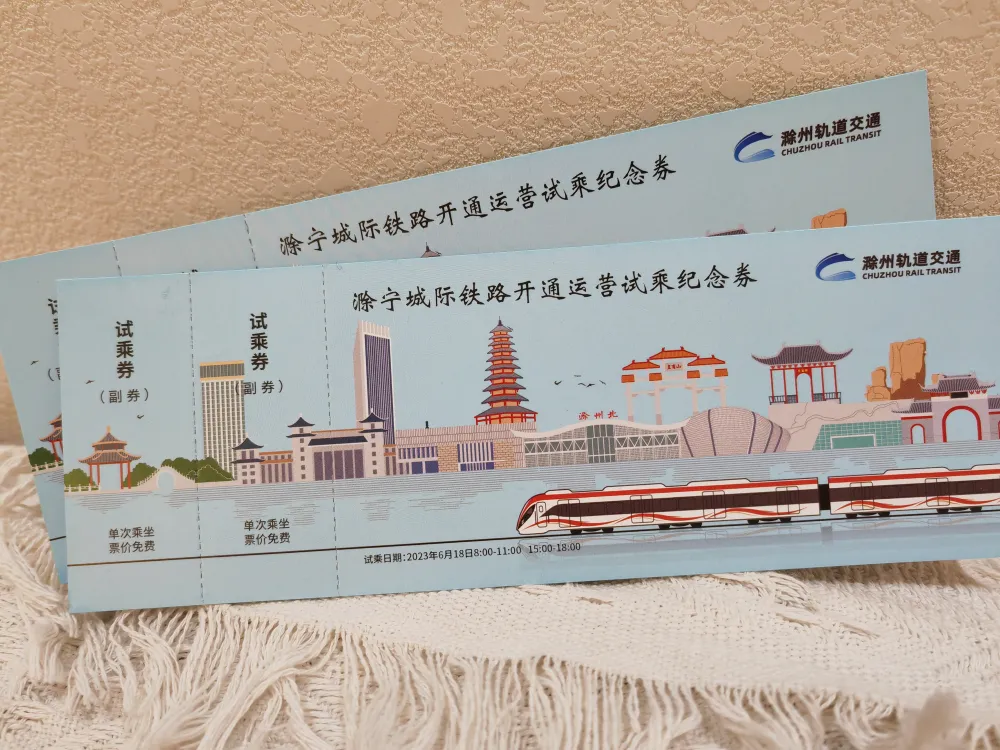 滁州轨道交通
CHUZHOU RAIL TRANSIT
滁宁城际铁路开通运营试乘纪念券
滁州轨道交通
CHUZHOU RAIL TRANSIT
滁宁城际铁路开通运营试乘纪念券
试乘券
（副券）
试乘券
（副券）
滁州北
单次乘坐
票价免费
单次乘坐
票价免费
试乘日期：2023年6月18日8:00-11:00 15:00-18:00